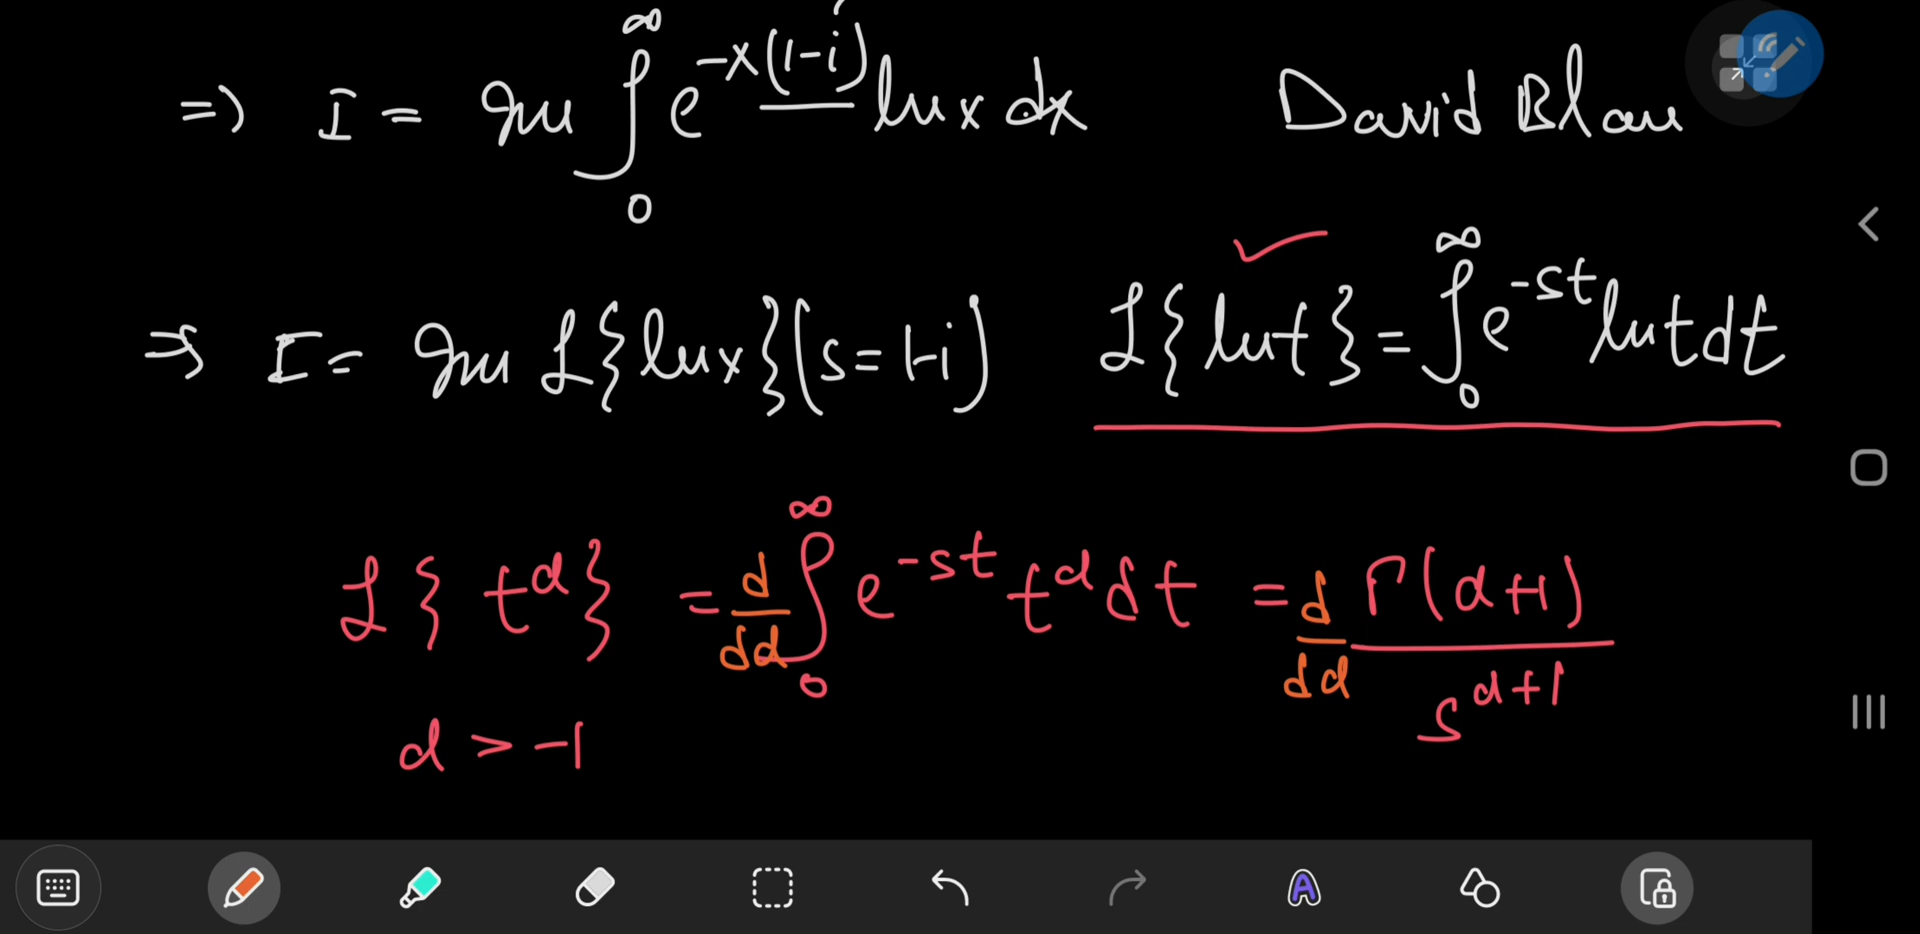 => I = Im ∫₀^∞ e^{-x(1-i)} ln x dx David Blau
=> I = Im ℒ{ln x}(s = 1-i) ℒ{ln t} = ∫₀^∞ e^{-st} ln t dt
ℒ{t^α} = d/dα ∫₀^∞ e^{-st} t^α dt = d/dα Γ(α+1)/s^{α+1}
α > -1